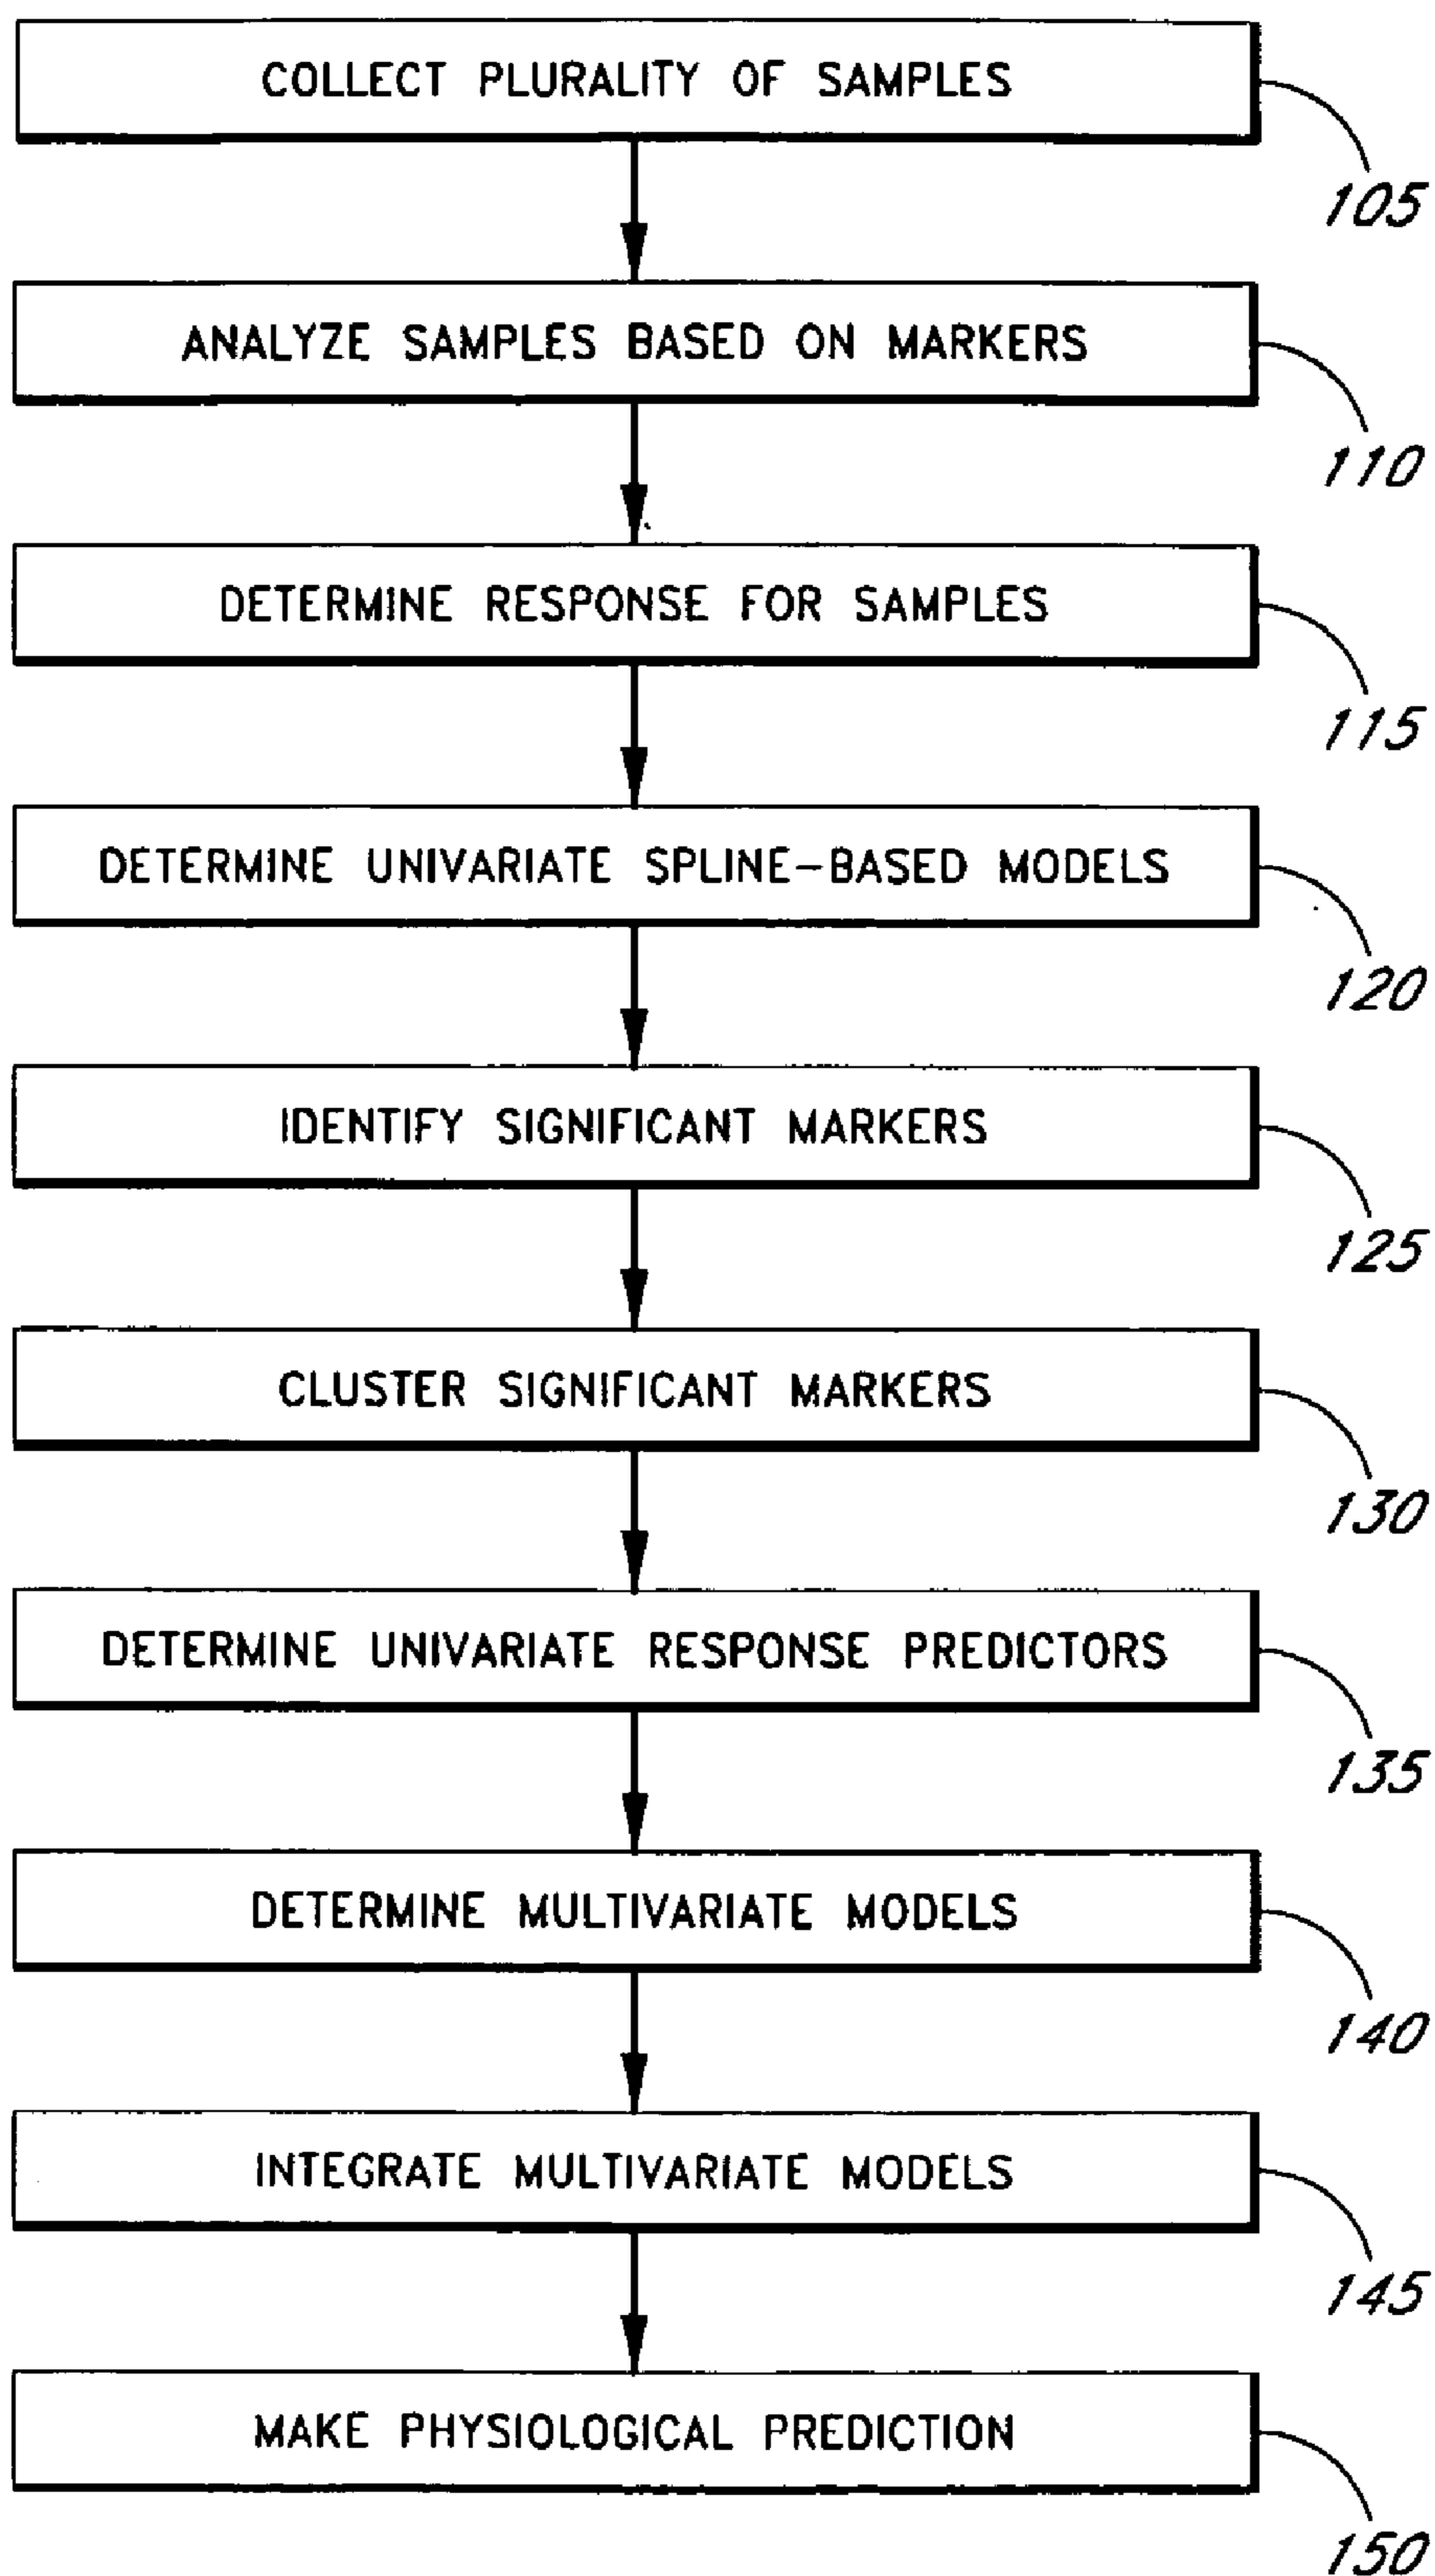 COLLECT PLURALITY OF SAMPLES
105
ANALYZE SAMPLES BASED ON MARKERS
110
DETERMINE RESPONSE FOR SAMPLES
115
DETERMINE UNIVARIATE SPLINE-BASED MODELS
120
IDENTIFY SIGNIFICANT MARKERS
125
CLUSTER SIGNIFICANT MARKERS
130
DETERMINE UNIVARIATE RESPONSE PREDICTORS
135
DETERMINE MULTIVARIATE MODELS
140
INTEGRATE MULTIVARIATE MODELS
145
MAKE PHYSIOLOGICAL PREDICTION
150